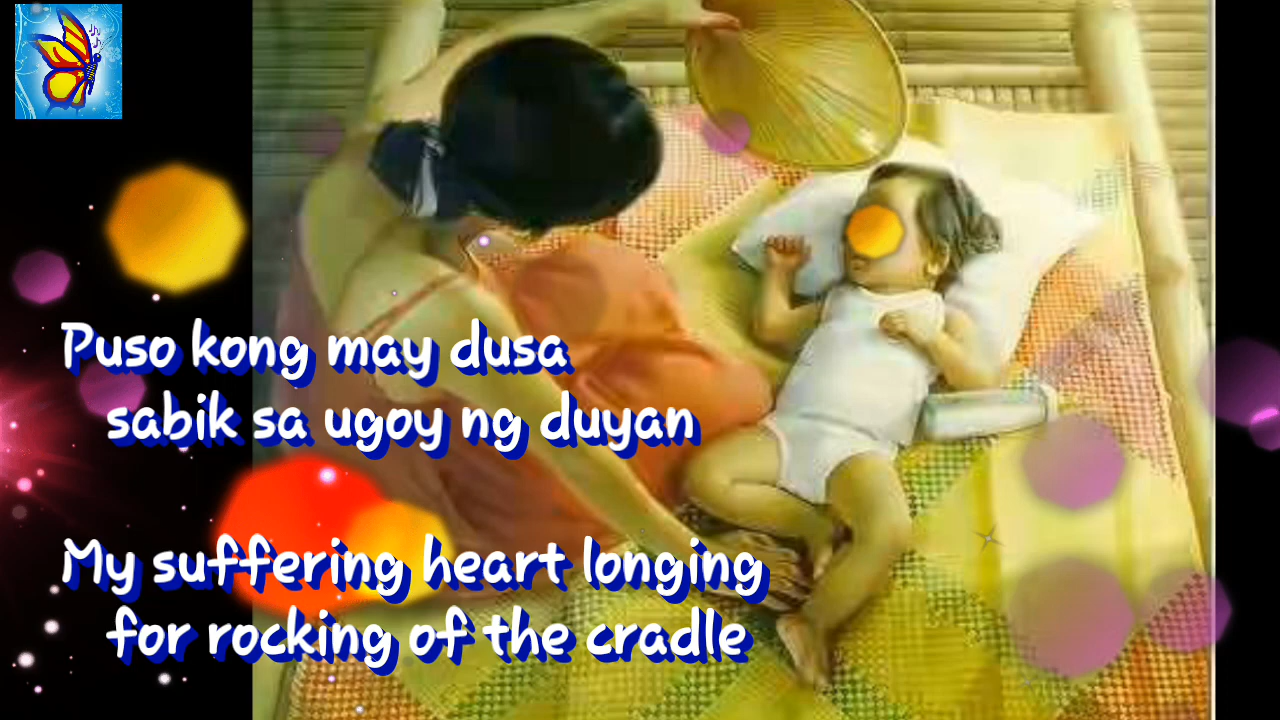 Puso kong may dusa
sabik sa ugoy ng duyan
My suffering heart longing
for rocking of the cradle